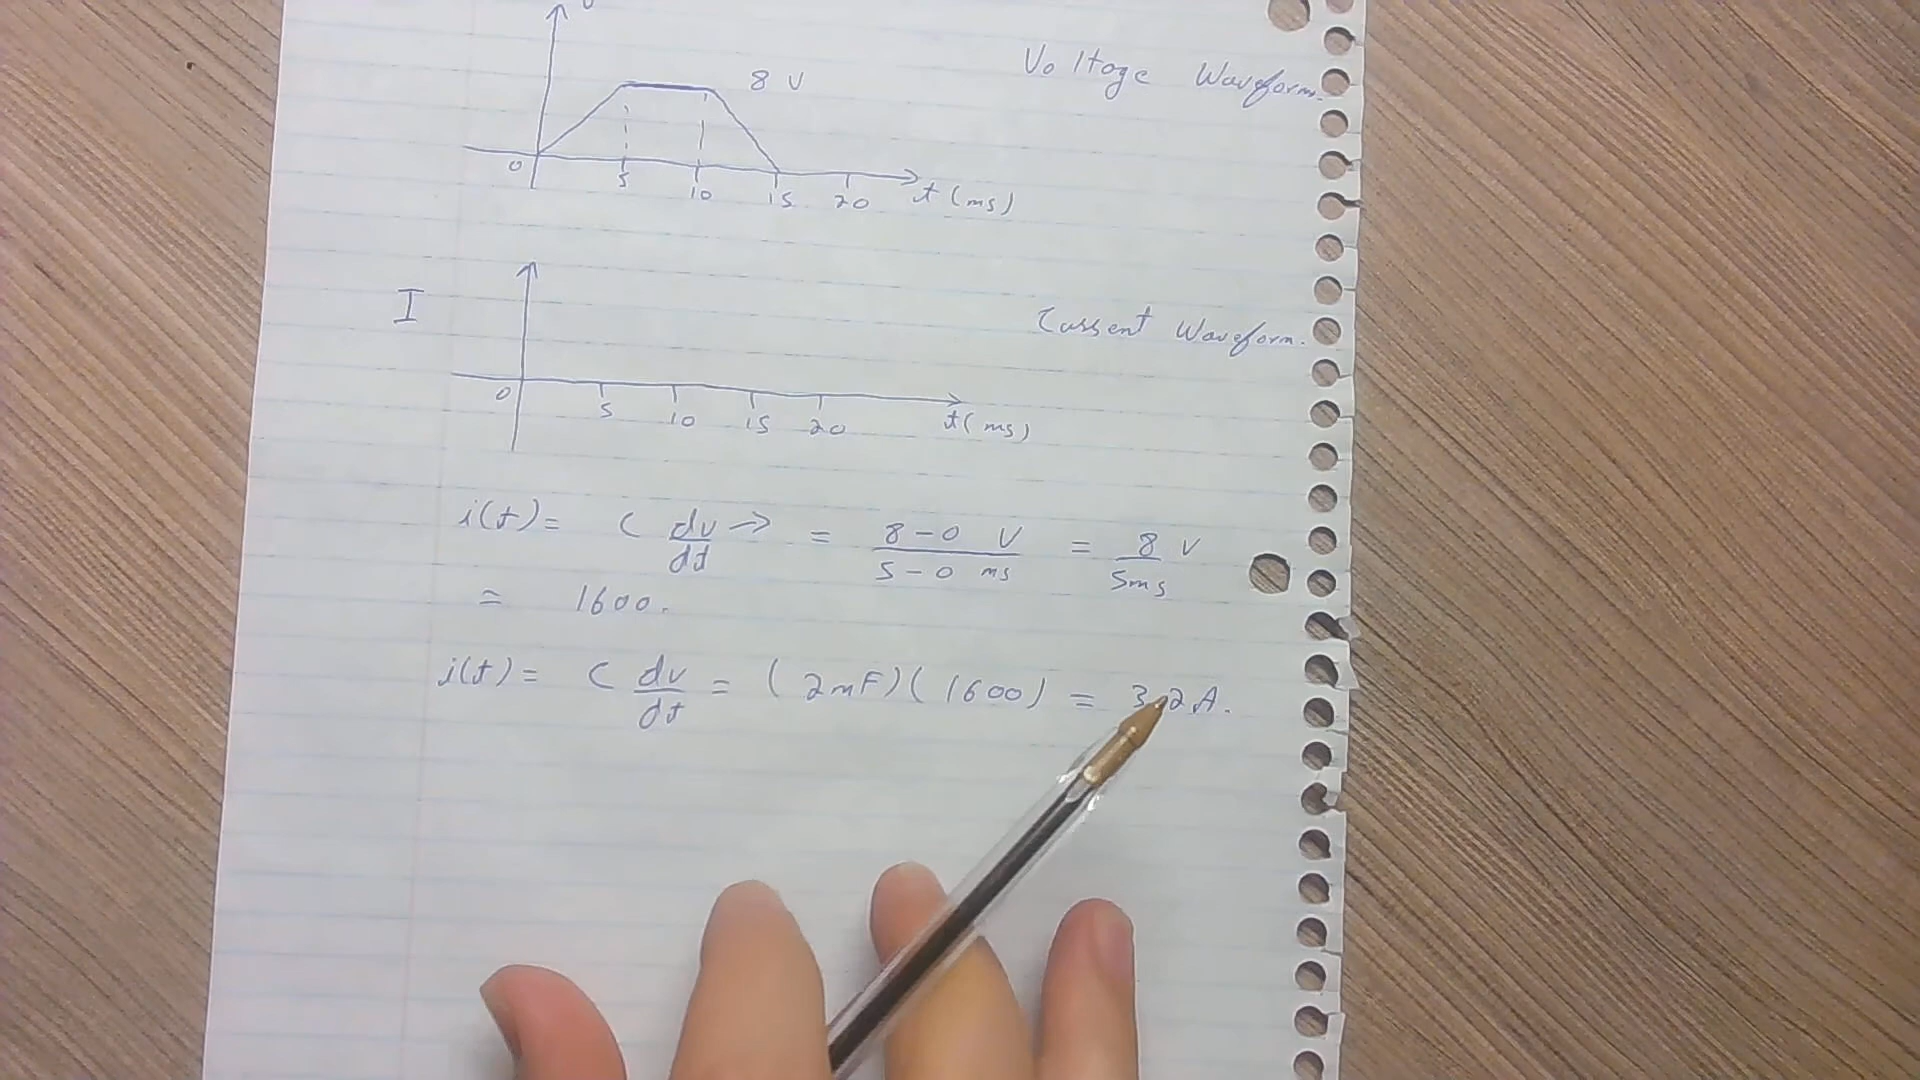 8 V
Voltage Waveform.
0 5 10 15 20 t (ms)
I
Current Waveform.
0 5 10 15 20 t (ms)
i(t) = C dv/dt → = 8 - 0 V / 5 - 0 ms = 8 V / 5ms
= 1600.
i(t) = C dv/dt = (2mF)(1600) = 3.2A.